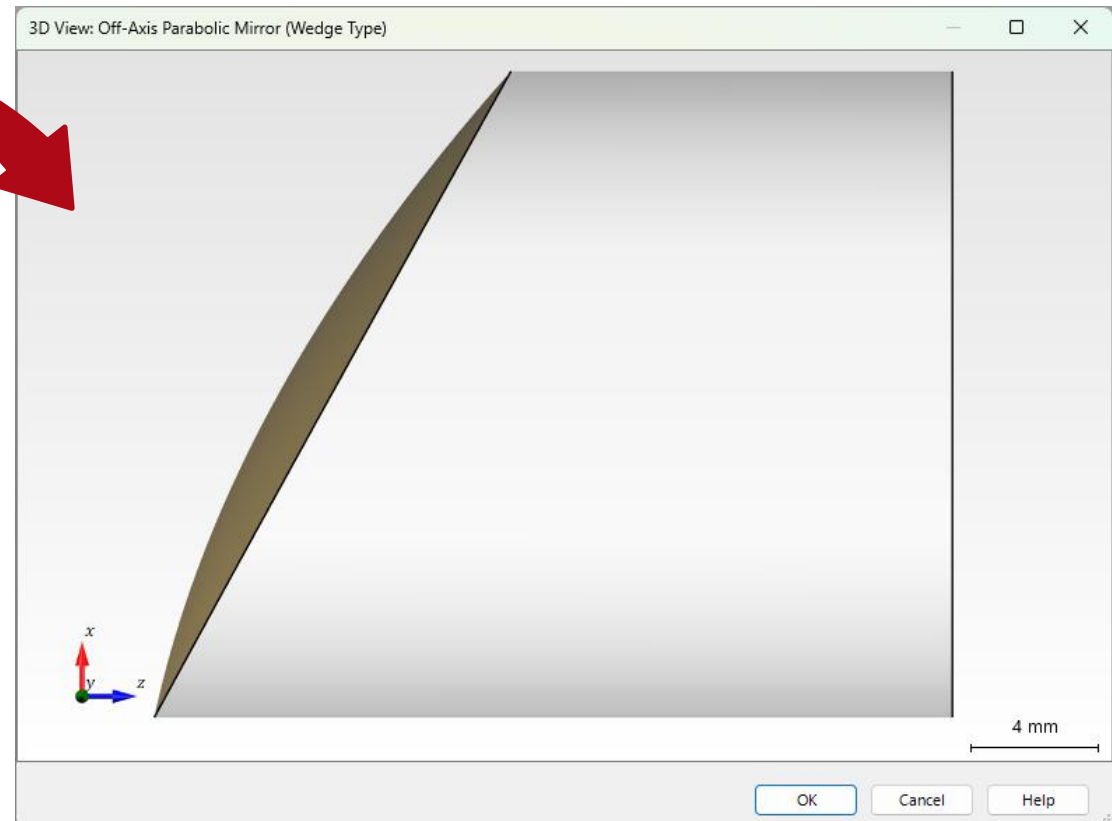 3D View: Off-Axis Parabolic Mirror (Wedge Type)
x
y z
4 mm
OK Cancel Help